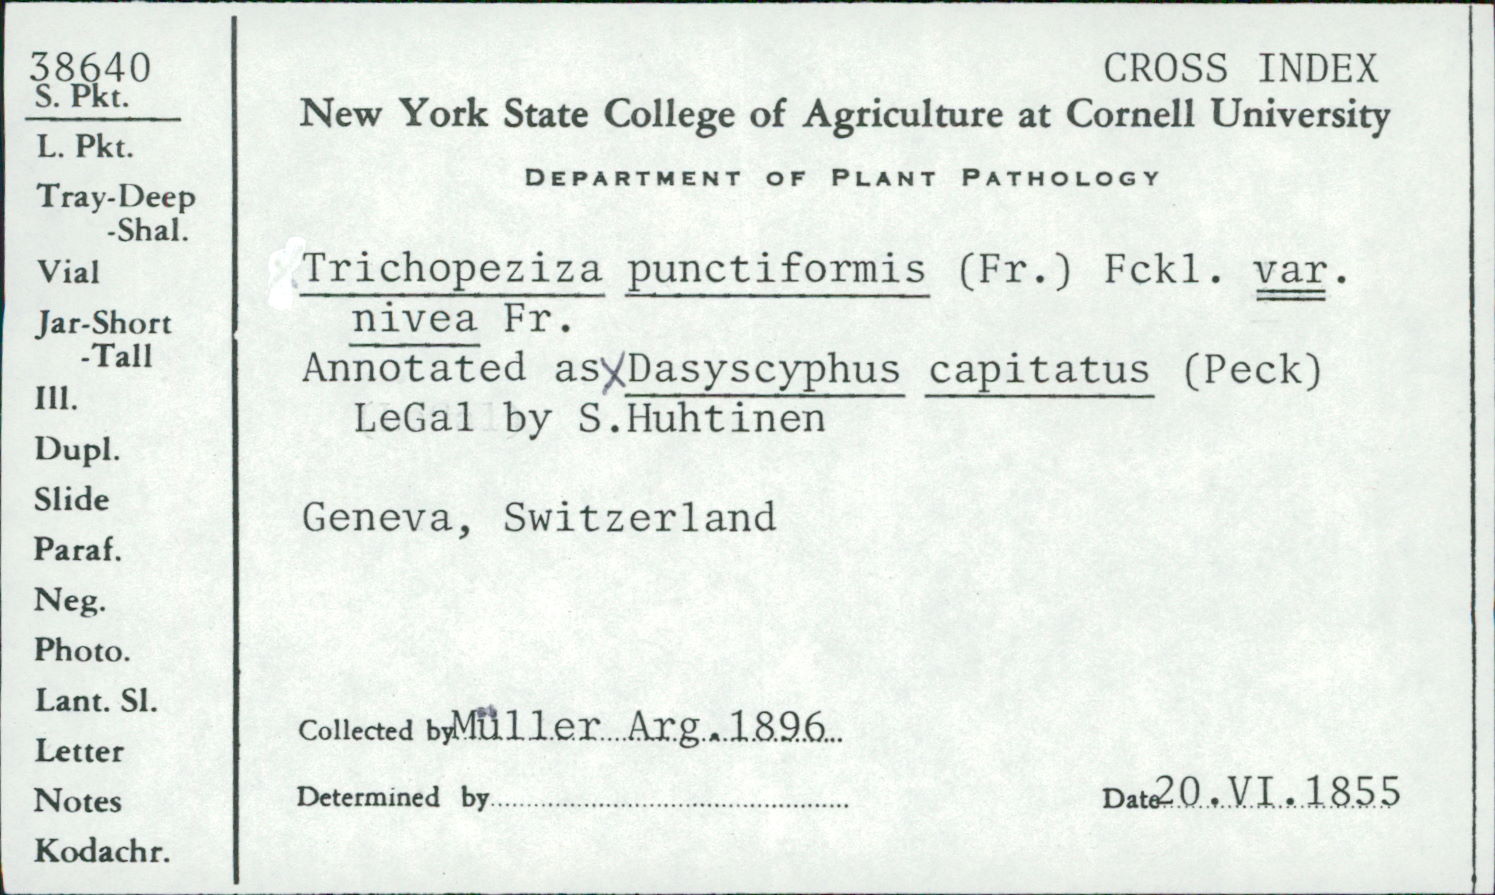 38640
S. Pkt.
L. Pkt.
Tray-Deep
-Shal.
Vial
Jar-Short
-Tall
Ill.
Dupl.
Slide
Paraf.
Neg.
Photo.
Lant. Sl.
Letter
Notes
Kodachr.
CROSS INDEX
New York State College of Agriculture at Cornell University
DEPARTMENT OF PLANT PATHOLOGY
Trichopeziza punctiformis (Fr.) Fckl. var.
nivea Fr.
Annotated as X Dasyscyphus capitatus (Peck)
LeGal by S.Huhtinen
Geneva, Switzerland
Collected by Müller Arg. 1896
Determined by
Date 20.VI.1855